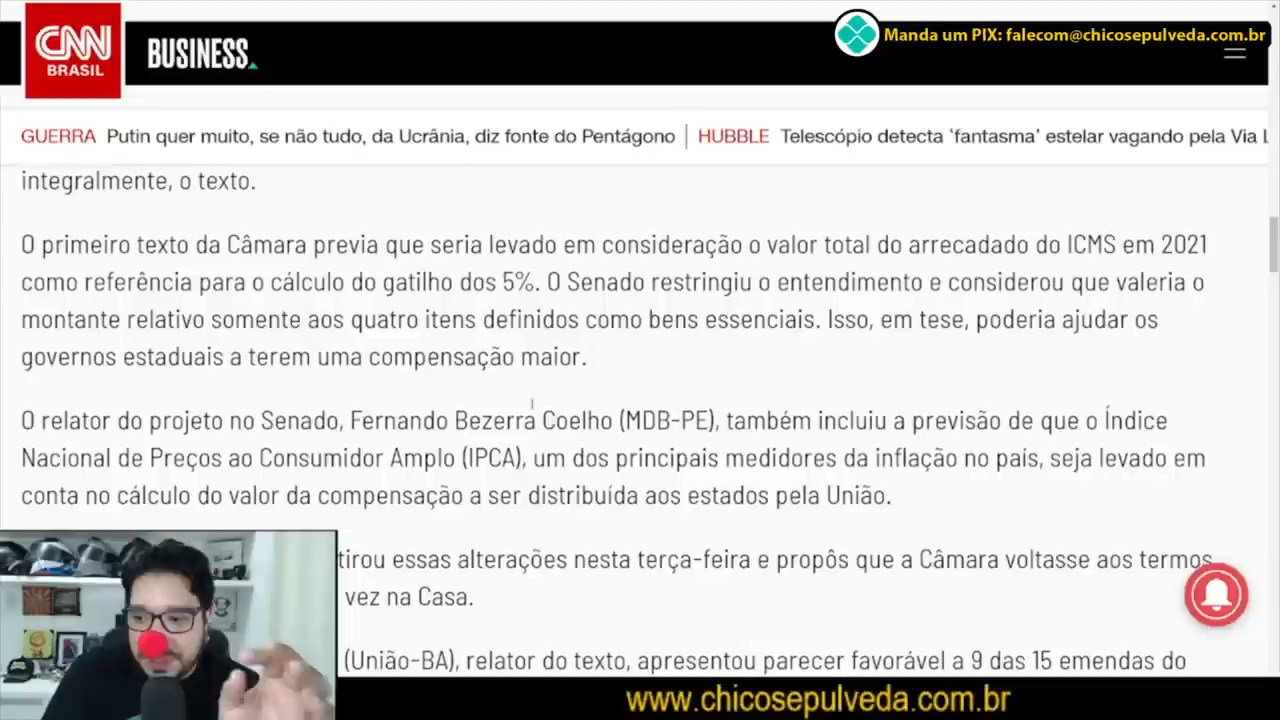 CNN
BRASIL
BUSINESS
Manda um PIX: falecom@chicosepulveda.com.br
GUERRA Putin quer muito, se não tudo, da Ucrânia, diz fonte do Pentágono
HUBBLE Telescópio detecta 'fantasma' estelar vagando pela Via
integralmente, o texto.
O primeiro texto da Câmara previa que seria levado em consideração o valor total do arrecadado do ICMS em 2021
como referência para o cálculo do gatilho dos 5%. O Senado restringiu o entendimento e considerou que valeria o
montante relativo somente aos quatro itens definidos como bens essenciais. Isso, em tese, poderia ajudar os
governos estaduais a terem uma compensação maior.
O relator do projeto no Senado, Fernando Bezerra Coelho (MDB-PE), também incluiu a previsão de que o Índice
Nacional de Preços ao Consumidor Amplo (IPCA), um dos principais medidores da inflação no país, seja levado em
conta no cálculo do valor da compensação a ser distribuída aos estados pela União.
tirou essas alterações nesta terça-feira e propôs que a Câmara voltasse aos termos
vez na Casa.
(União-BA), relator do texto, apresentou parecer favorável a 9 das 15 emendas do
www.chicosepulveda.com.br